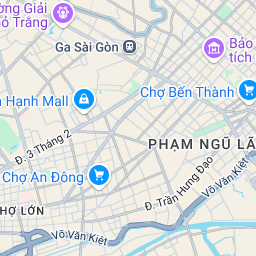 ờng Giải
ỏ Trắng
Ga Sài Gòn
Bảo
tích
n Hạnh Mall
Chợ Bến Thành
Đ. 3 Tháng 2
PHẠM NGŨ LÃ
Chợ An Đông
Đ. Trần Hưng Đạo
Võ Văn Kiệt
HỢ LỚN
Võ Văn Kiệt